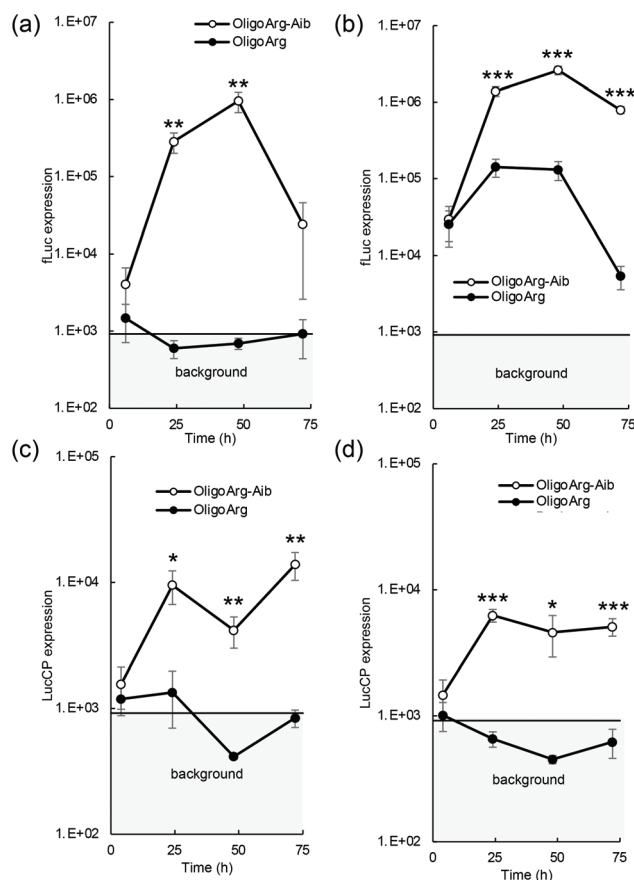 (a)
1.E+07
1.E+06
1.E+05
1.E+04
1.E+03
1.E+02
fLuc expression
OligoArg-Aib
OligoArg
**
**
background
0
25
50
75
Time (h)
(b)
1.E+07
1.E+06
1.E+05
1.E+04
1.E+03
1.E+02
fLuc expression
***
***
***
OligoArg-Aib
OligoArg
background
0
25
50
75
Time (h)
(c)
1.E+05
1.E+04
1.E+03
1.E+02
LucCP expression
OligoArg-Aib
OligoArg
*
**
**
background
0
25
50
75
Time (h)
(d)
1.E+05
1.E+04
1.E+03
1.E+02
LucCP expression
OligoArg-Aib
OligoArg
***
*
***
background
0
25
50
75
Time (h)